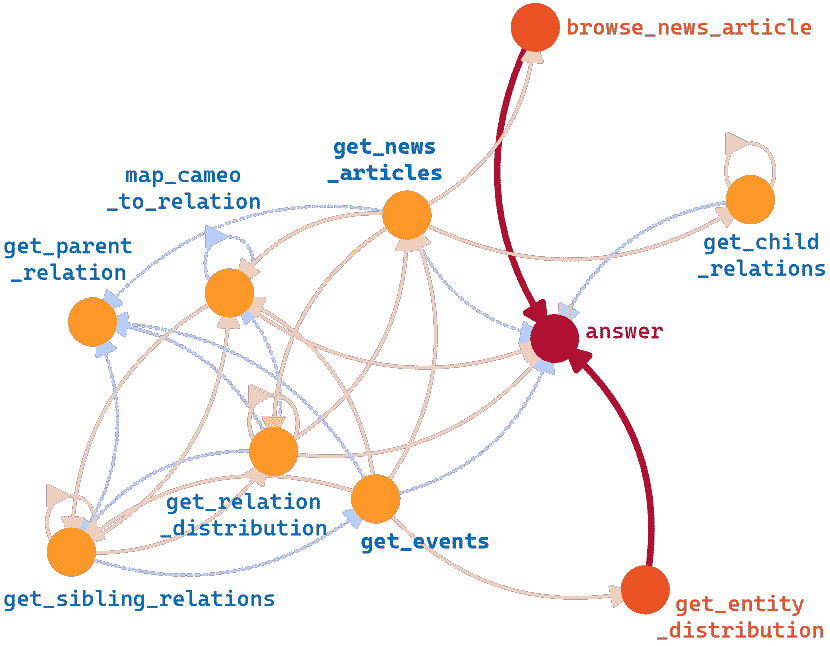 browse_news_article
get_news
_articles
map_cameo
_to_relation
get_parent
_relation
get_child
_relations
answer
get_relation
_distribution
get_events
get_sibling_relations
get_entity
_distribution